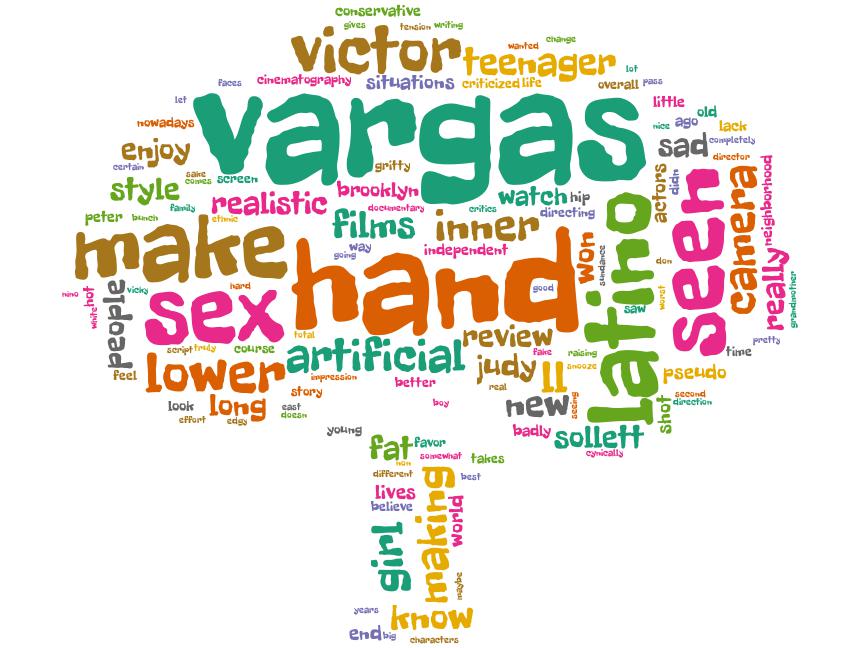 conservative
gives tension writing
victor wanted change
teenager lot
faces cinematography situations criticized life overall pass
let vargas little
nowadays nice ago old lack
enjoy gritty sad completely
certain sake comes screen director
style realistic brooklyn watch hip actors didn
family documentary critics directing
peter bunch ethnic films inner latino seen camera neighborhood
make way going independent won sundance don really
hand good
nino hot white people vicky hard saw worst grandmother
sex total review pretty
script truly course artificial fake raising time
lower judy ll snooze pseudo
feel impression better real
story second
look long east boy new seeing shot direction
effort edgy doesn
young badly sollett
fat favor cynically
non somewhat takes
different best
lives making world
believe
girl
maybe
years know
end big characters